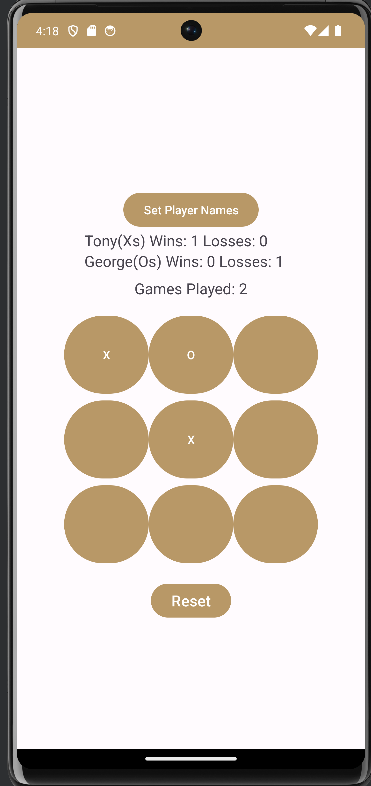 4:18
Set Player Names
Tony(Xs) Wins: 1 Losses: 0
George(Os) Wins: 0 Losses: 1
Games Played: 2
X O
X
Reset